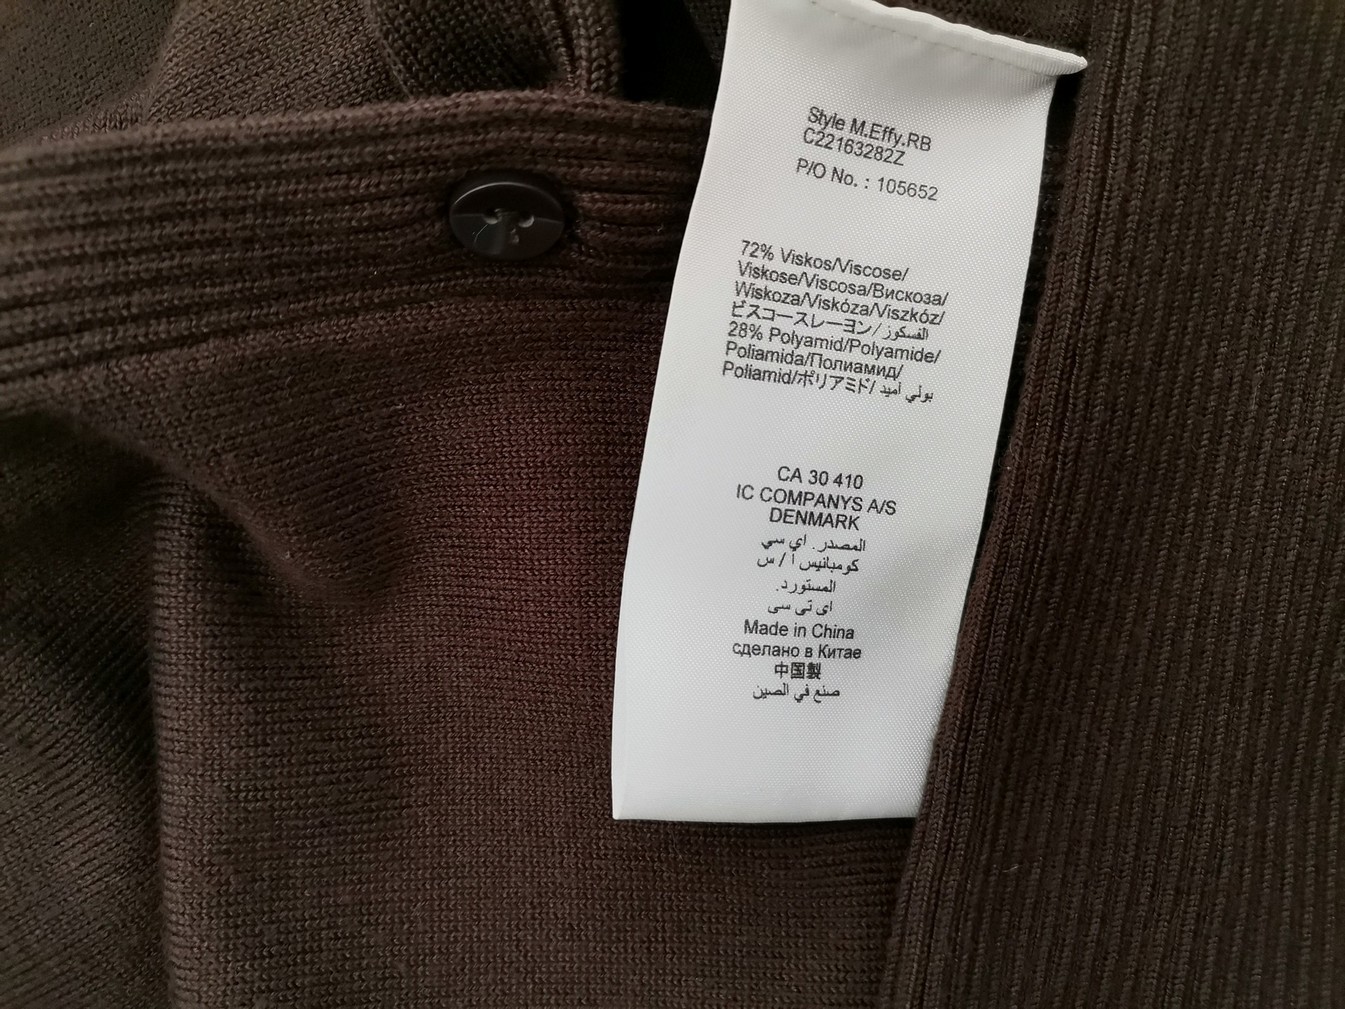 Style M.Effy.RB
C22163282Z
P/O No. : 105652
72% Viskos/Viscose/
Viskose/Viscosa/Вискоза/
Wiskoza/Viskóza/Viszkóz/
ビスコースレーヨン/الفسكوز
28% Polyamid/Polyamide/
Poliamida/Полиамид/
Poliamid/ポリアミド/بولي أميد
CA 30 410
IC COMPANYS A/S
DENMARK
المصدر. اي سي
كومبانيس أ / س
المستورد.
اى تى سى
Made in China
сделано в Китае
中国製
صنع في الصين